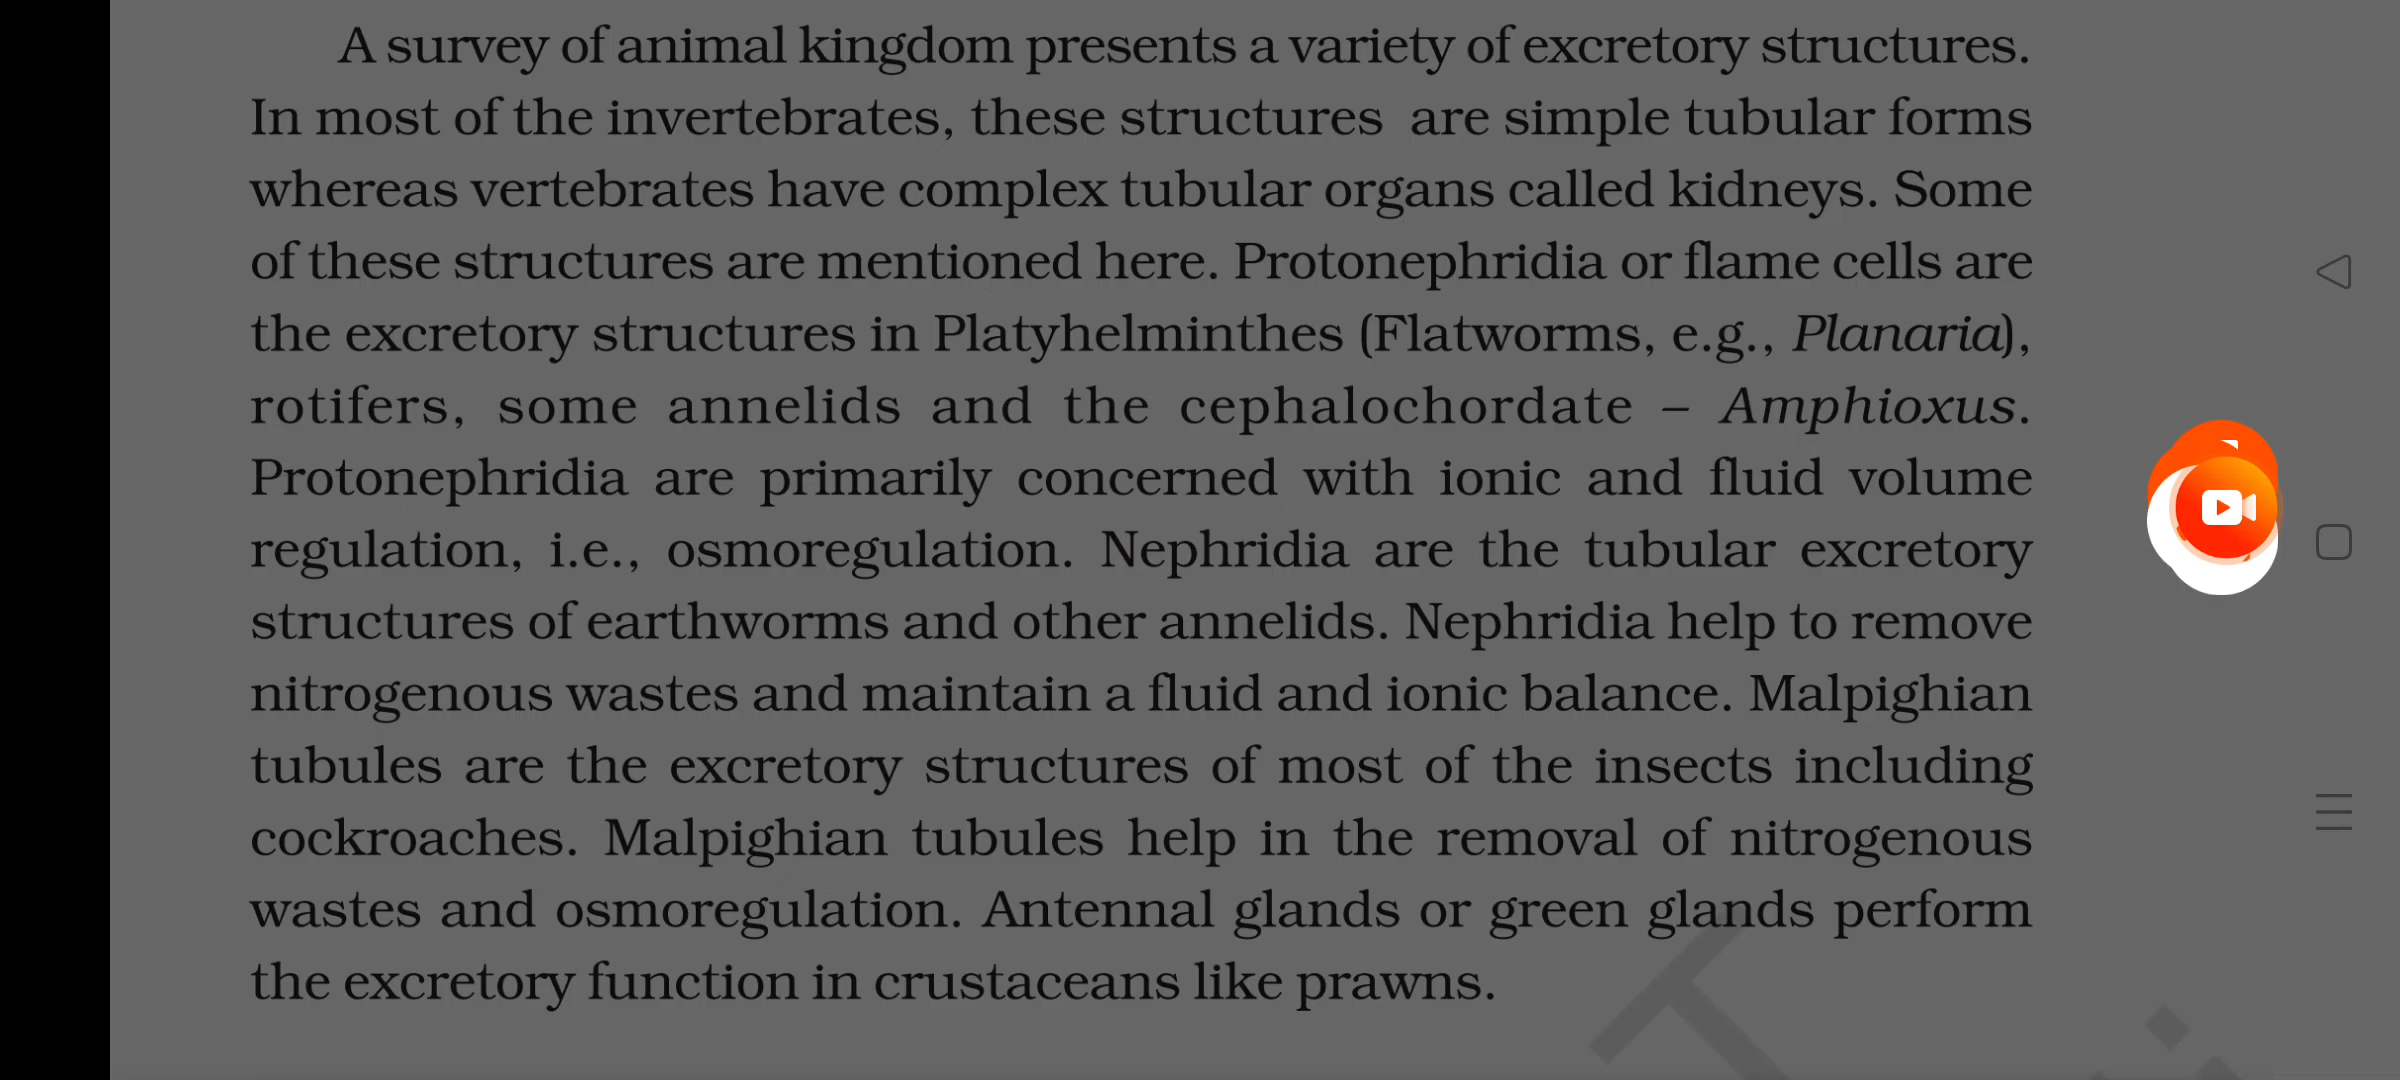 A survey of animal kingdom presents a variety of excretory structures.
In most of the invertebrates, these structures are simple tubular forms
whereas vertebrates have complex tubular organs called kidneys. Some
of these structures are mentioned here. Protonephridia or flame cells are
the excretory structures in Platyhelminthes (Flatworms, e.g., Planaria),
rotifers, some annelids and the cephalochordate – Amphioxus.
Protonephridia are primarily concerned with ionic and fluid volume
regulation, i.e., osmoregulation. Nephridia are the tubular excretory
structures of earthworms and other annelids. Nephridia help to remove
nitrogenous wastes and maintain a fluid and ionic balance. Malpighian
tubules are the excretory structures of most of the insects including
cockroaches. Malpighian tubules help in the removal of nitrogenous
wastes and osmoregulation. Antennal glands or green glands perform
the excretory function in crustaceans like prawns.